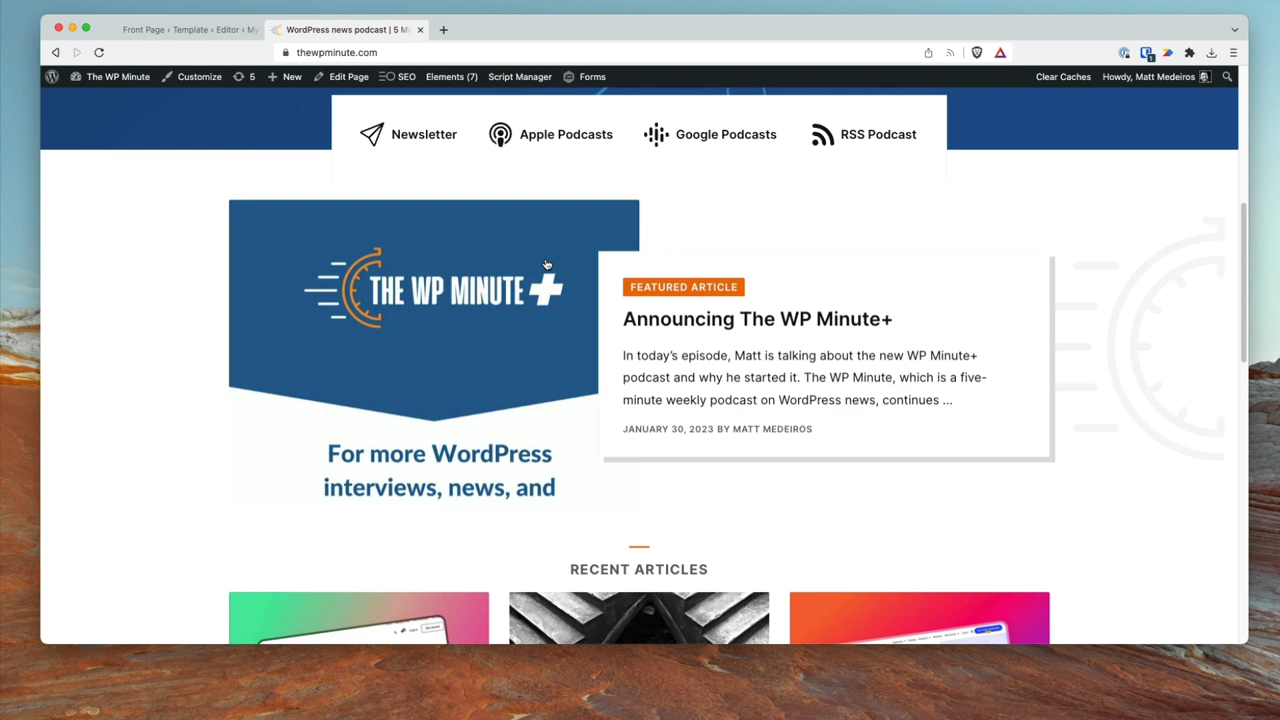 Front Page ‹ Template ‹ Editor ‹ My
WordPress news podcast | 5 Mi
thewpminute.com
The WP Minute
Customize
5
New
Edit Page
SEO
Elements (7)
Script Manager
Forms
Clear Caches
Howdy, Matt Medeiros
Newsletter
Apple Podcasts
Google Podcasts
RSS Podcast
THE WP MINUTE +
For more WordPress
interviews, news, and
FEATURED ARTICLE
Announcing The WP Minute+
In today’s episode, Matt is talking about the new WP Minute+
podcast and why he started it. The WP Minute, which is a five-
minute weekly podcast on WordPress news, continues ...
JANUARY 30, 2023 BY MATT MEDEIROS
RECENT ARTICLES